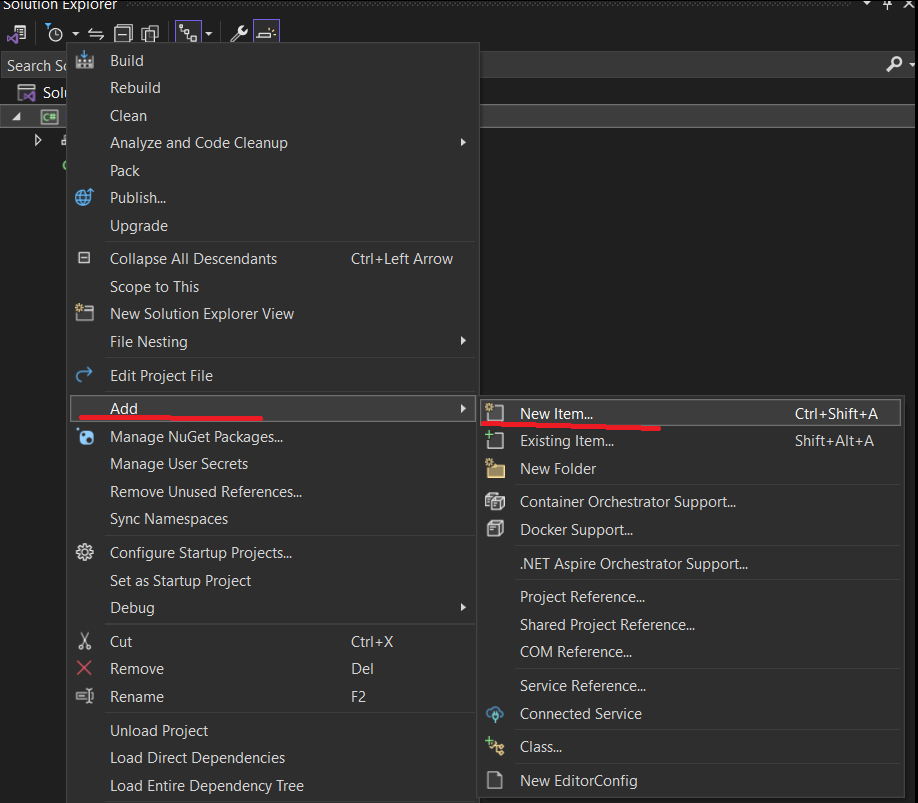 Solution Explorer
Search So
Solu
C#
Build
Rebuild
Clean
Analyze and Code Cleanup
Pack
Publish...
Upgrade
Collapse All Descendants Ctrl+Left Arrow
Scope to This
New Solution Explorer View
File Nesting
Edit Project File
Add
Manage NuGet Packages...
Manage User Secrets
Remove Unused References...
Sync Namespaces
Configure Startup Projects...
Set as Startup Project
Debug
Cut Ctrl+X
Remove Del
Rename F2
Unload Project
Load Direct Dependencies
Load Entire Dependency Tree
New Item... Ctrl+Shift+A
Existing Item... Shift+Alt+A
New Folder
Container Orchestrator Support...
Docker Support...
.NET Aspire Orchestrator Support...
Project Reference...
Shared Project Reference...
COM Reference...
Service Reference...
Connected Service
Class...
New EditorConfig